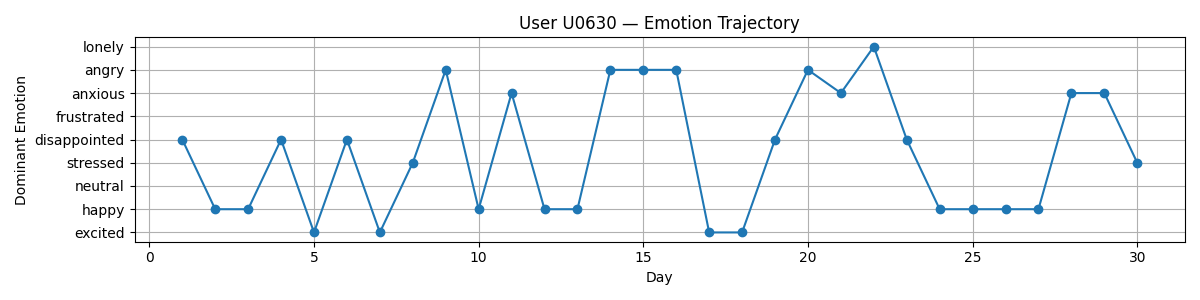 User U0630 — Emotion Trajectory
Dominant Emotion
lonely
angry
anxious
frustrated
disappointed
stressed
neutral
happy
excited
0 5 10 15 20 25 30
Day